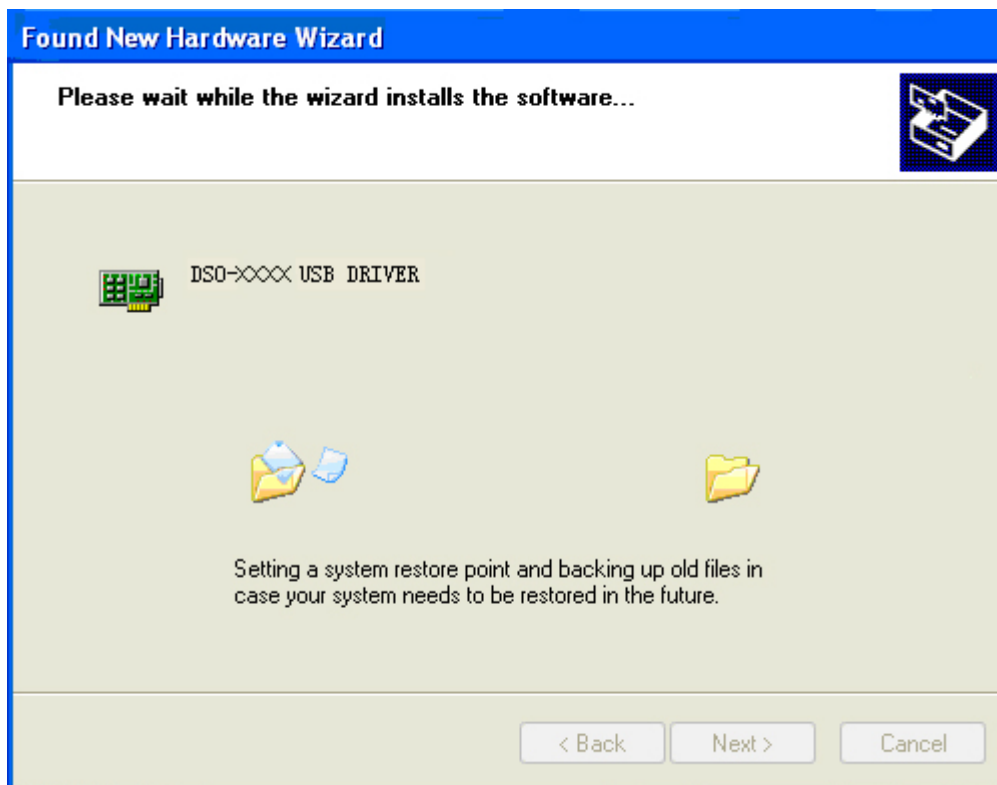 Found New Hardware Wizard
Please wait while the wizard installs the software...
DSO-XXXX USB DRIVER
Setting a system restore point and backing up old files in
case your system needs to be restored in the future.
< Back
Next >
Cancel